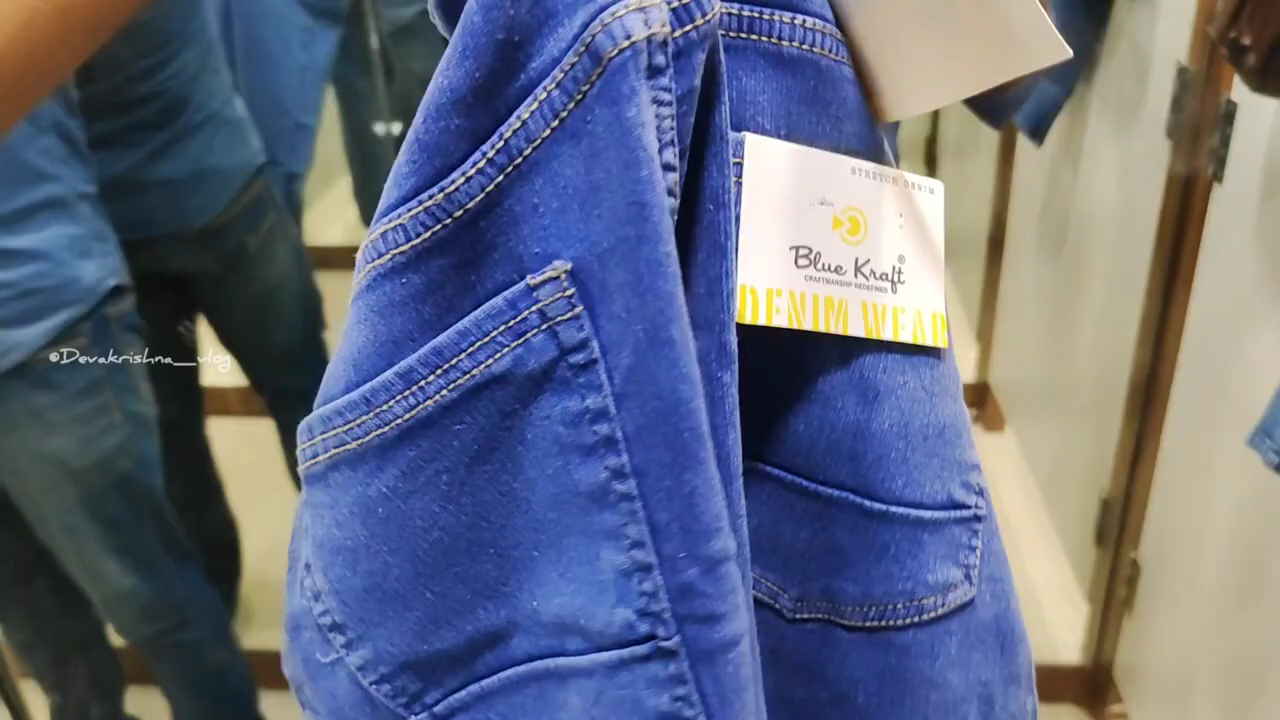 STRETCH DENIM
Blue Kraft®
CRAFTMANSHIP REDEFINED
DENIM WEAR
©Devakrishna__vlog